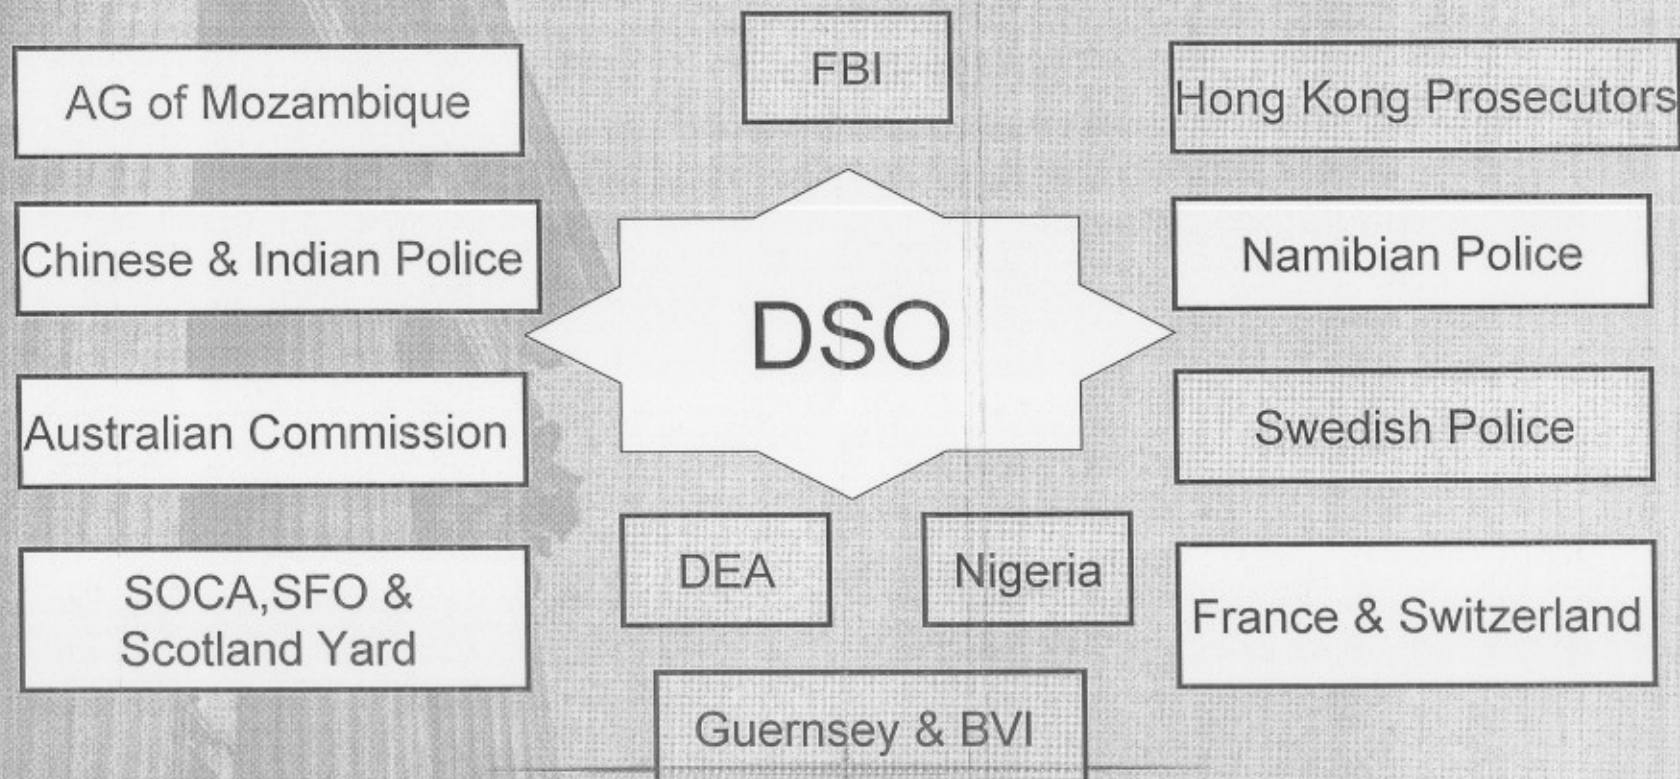 FBI
AG of Mozambique
Hong Kong Prosecutors
Chinese & Indian Police
Namibian Police
DSO
Australian Commission
Swedish Police
DEA
Nigeria
SOCA,SFO &
Scotland Yard
France & Switzerland
Guernsey & BVI